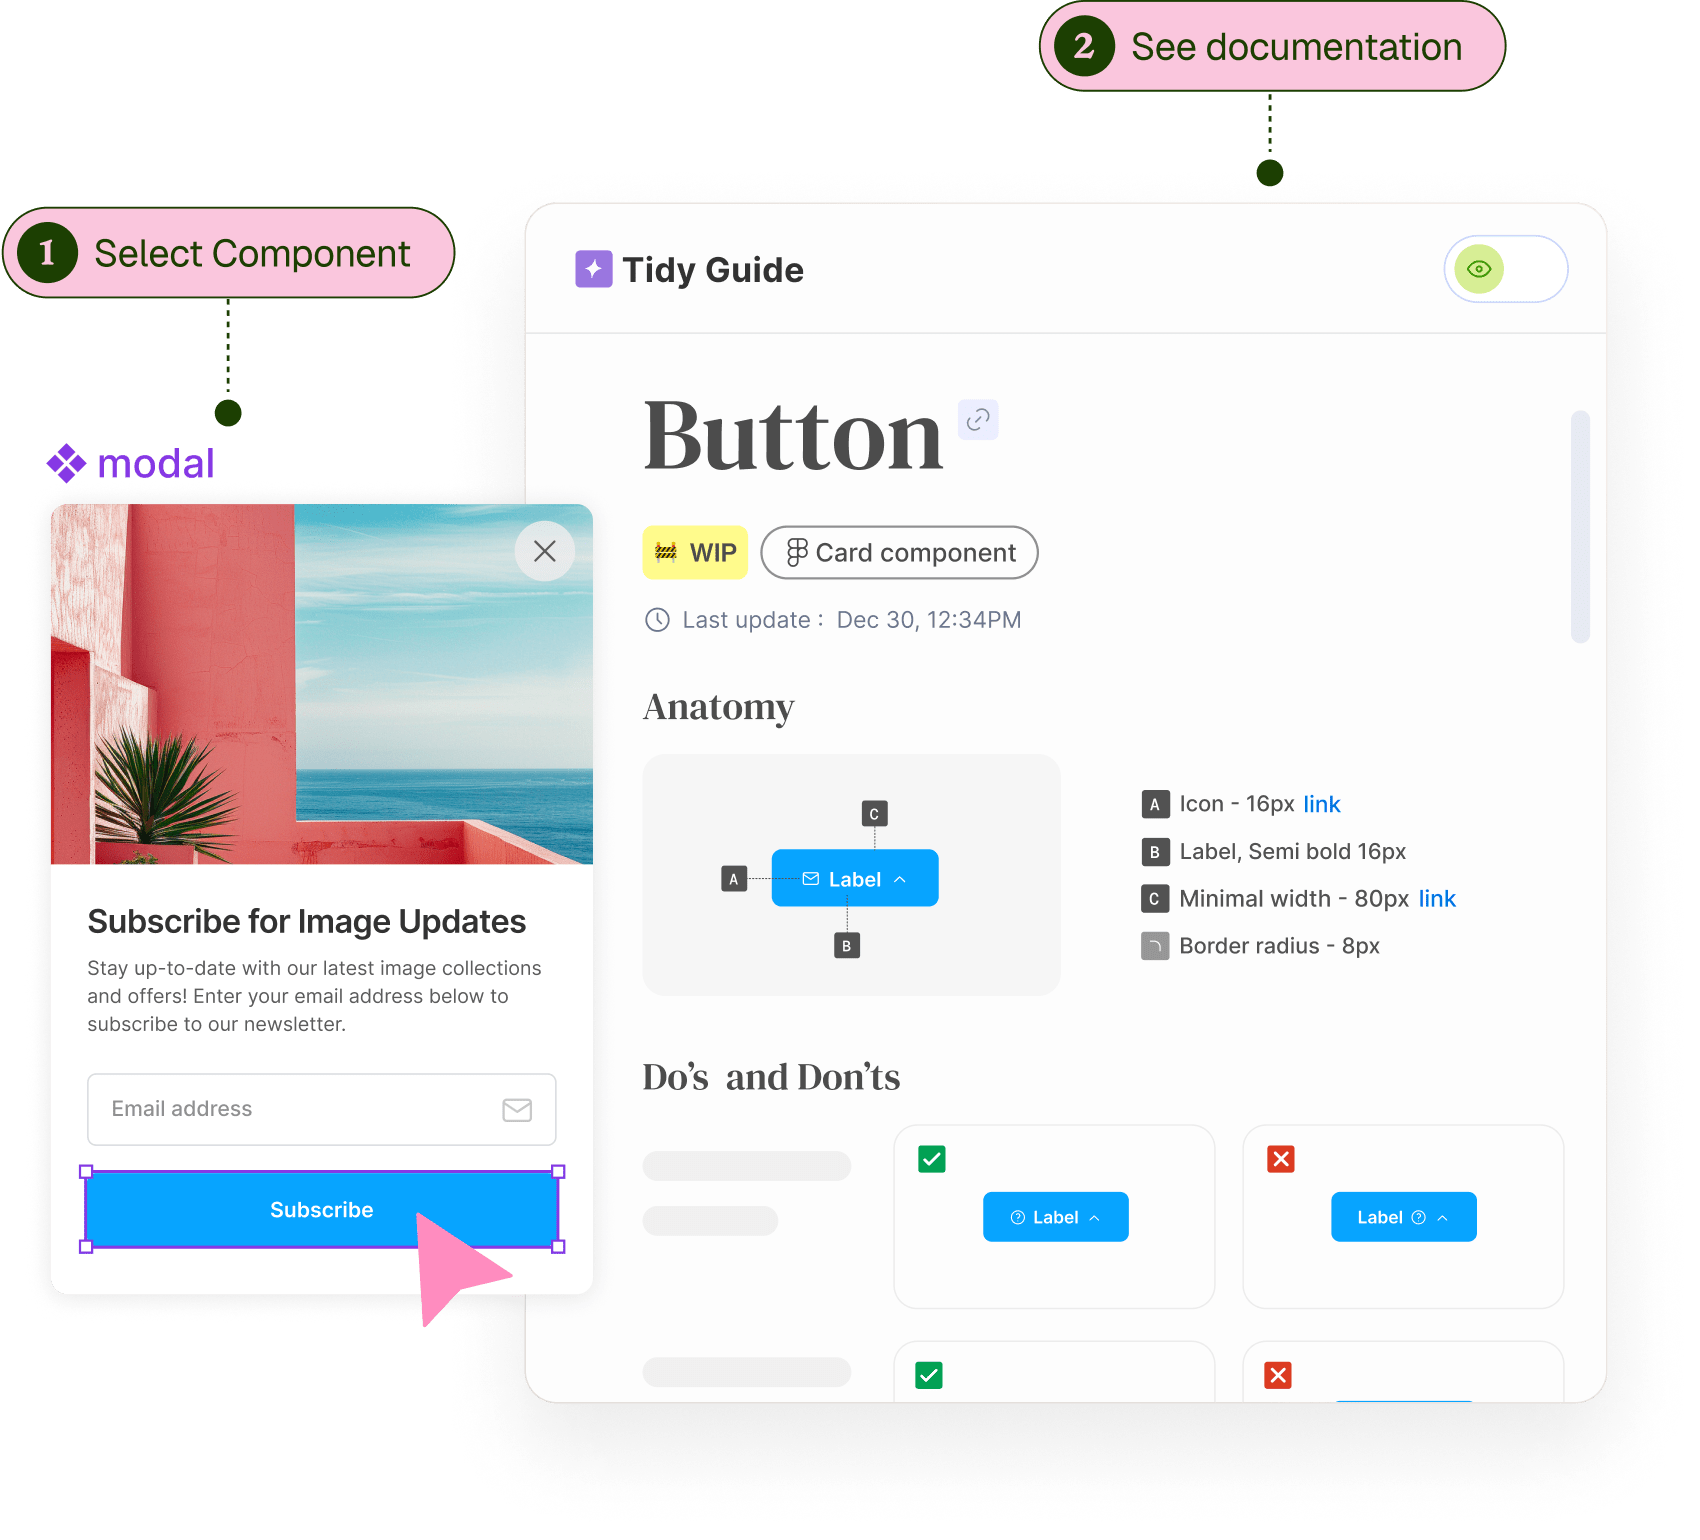 2 See documentation
1 Select Component
modal
Subscribe for Image Updates
Stay up-to-date with our latest image collections
and offers! Enter your email address below to
subscribe to our newsletter.
Email address
Subscribe
Tidy Guide
Button
WIP
Card component
Last update : Dec 30, 12:34PM
Anatomy
C
A
Label
B
A Icon - 16px link
B Label, Semi bold 16px
C Minimal width - 80px link
Border radius - 8px
Do’s and Don’ts
Label
Label